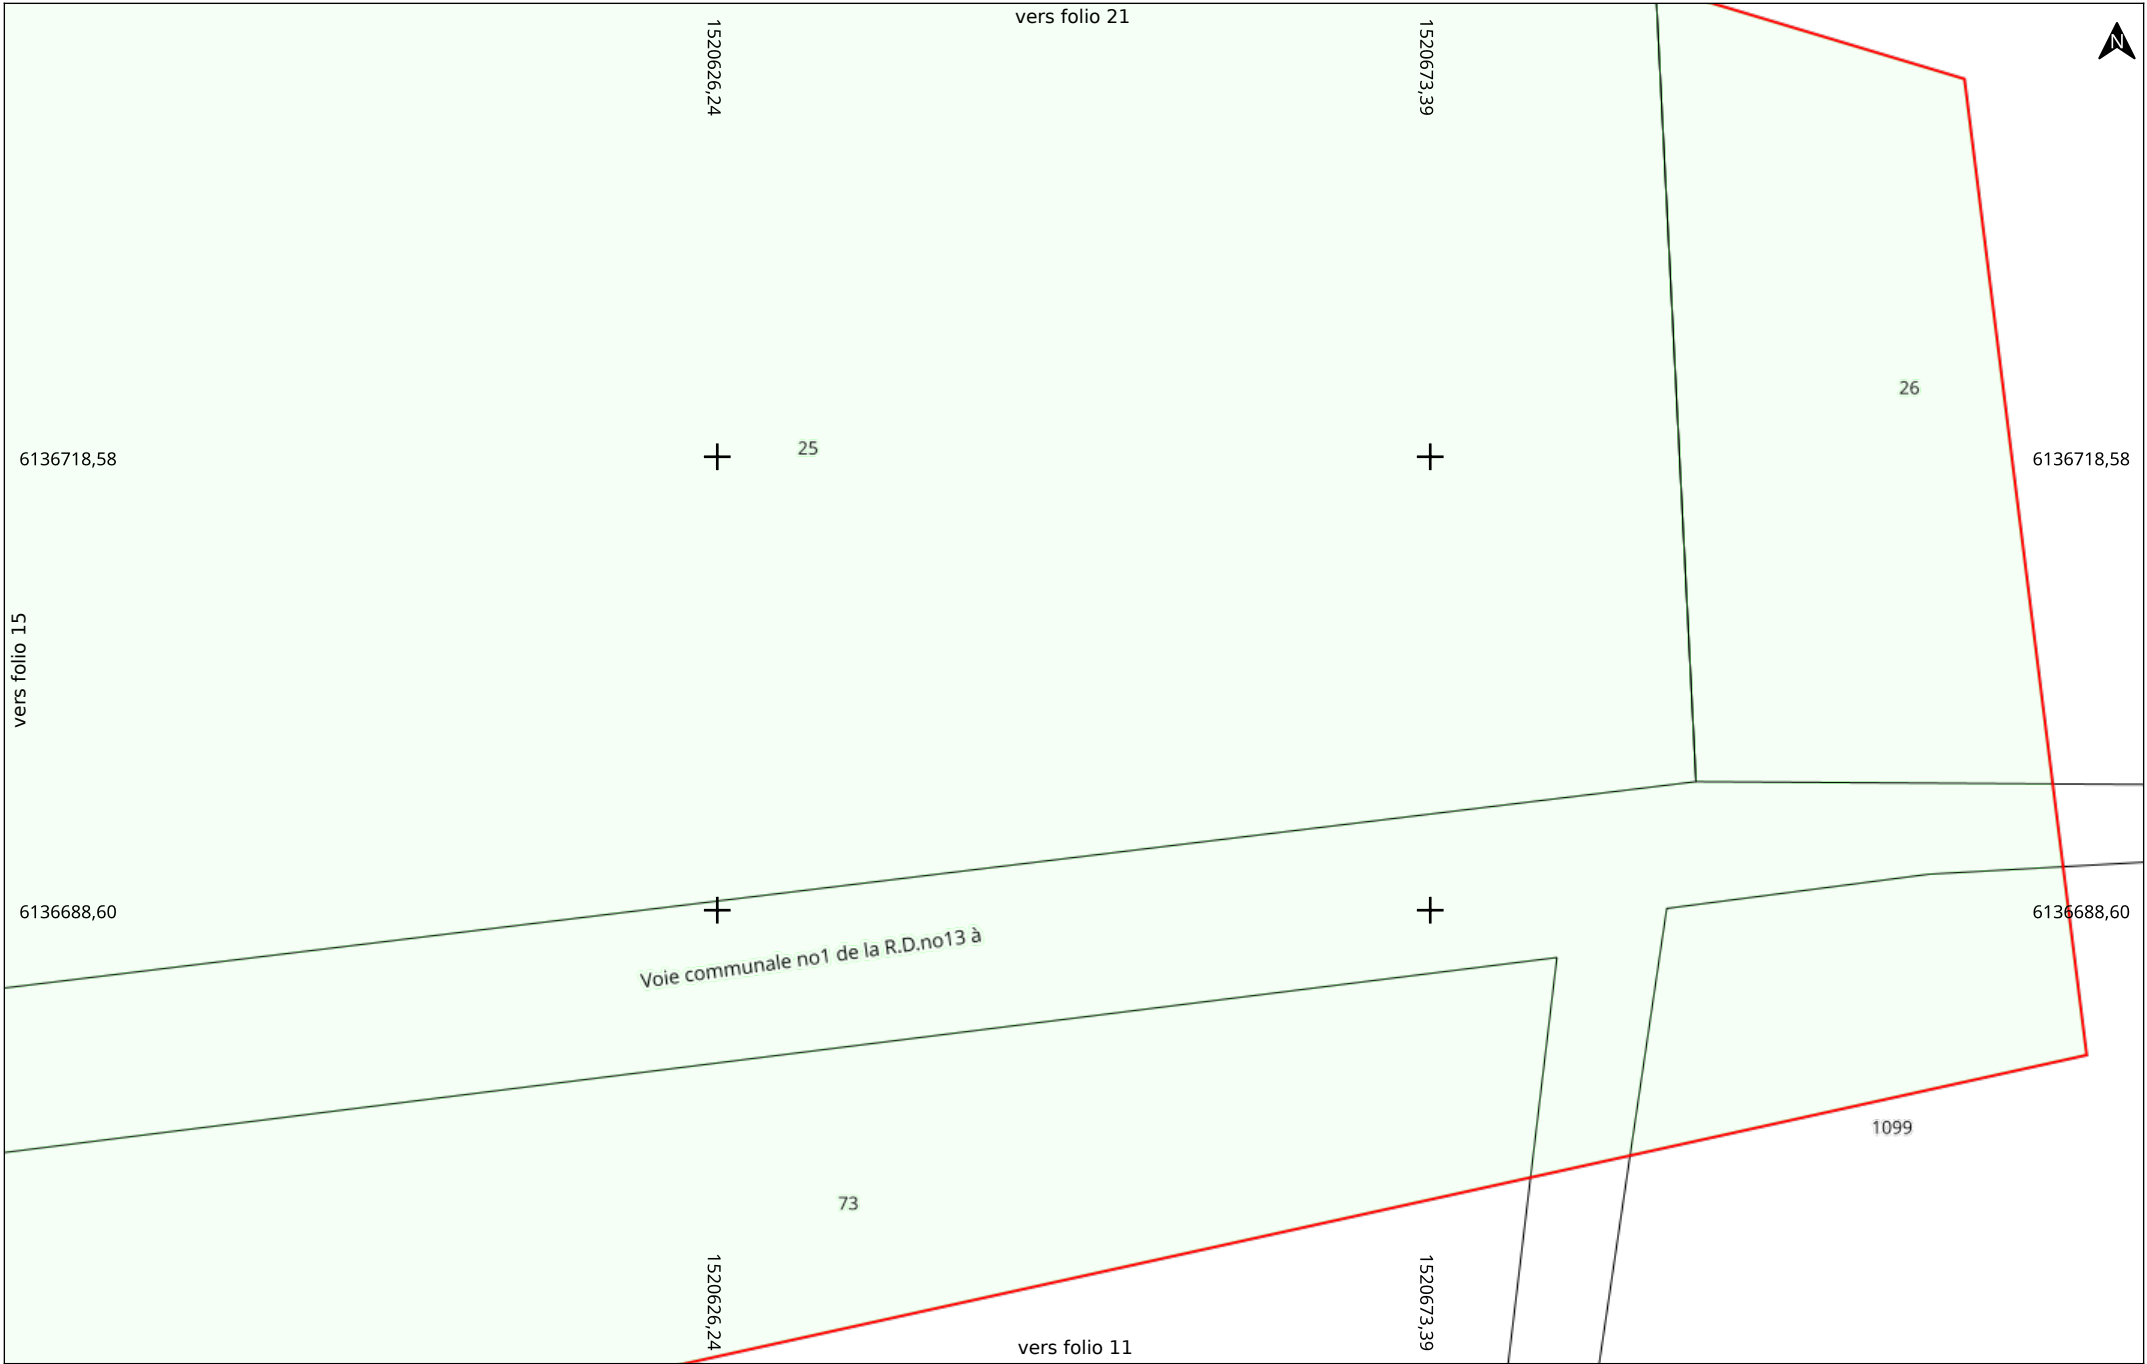 vers folio 21
N
1520626,24
1520673,39
26
25
6136718,58
6136718,58
vers folio 15
6136688,60
6136688,60
Voie communale no1 de la R.D.no13 à
1099
73
1520626,24
1520673,39
vers folio 11